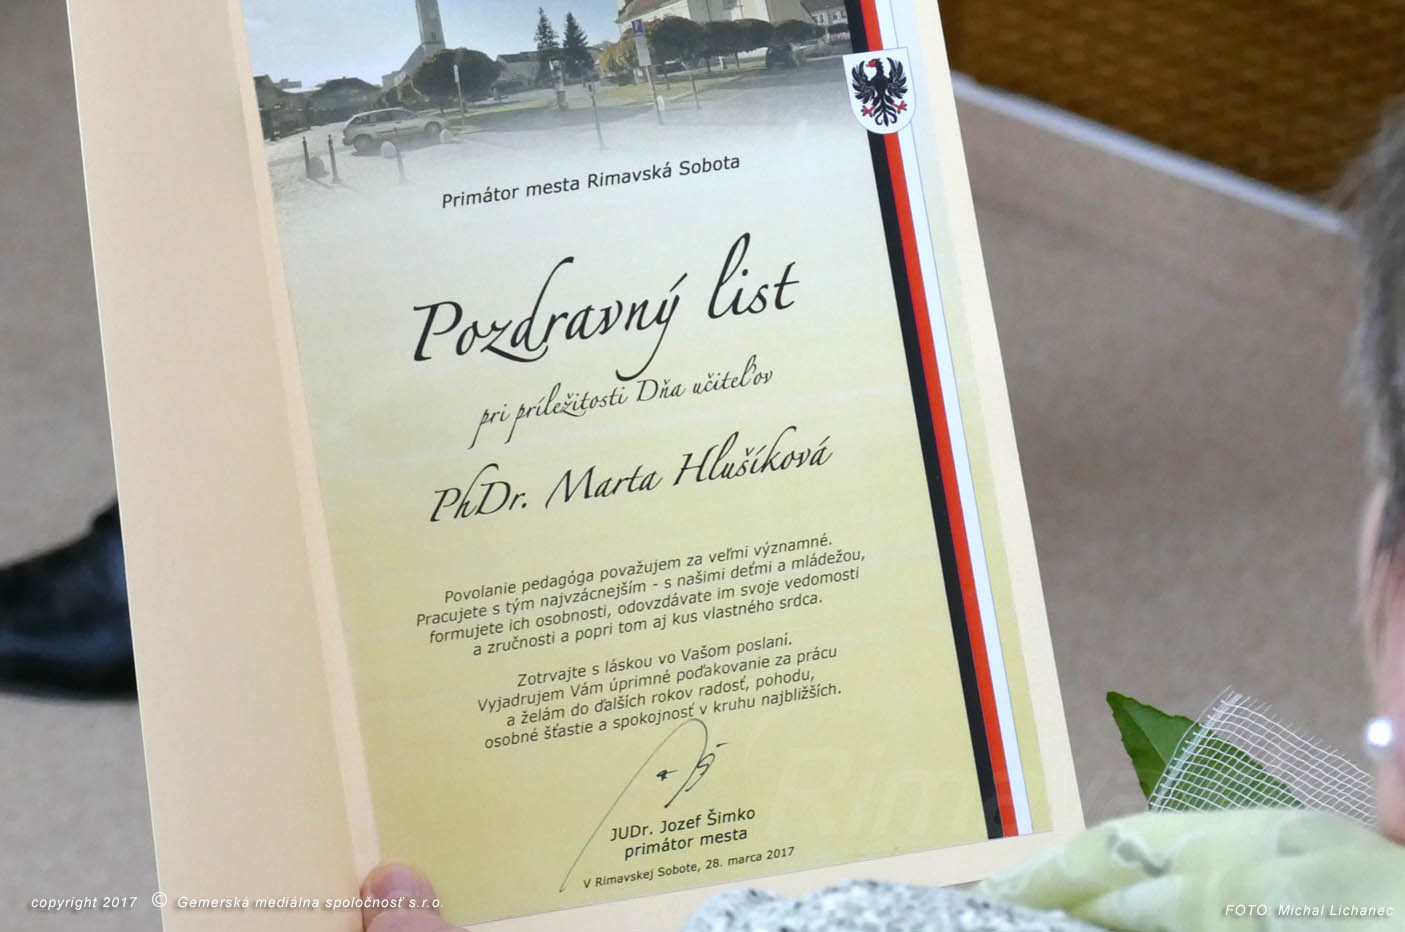 Primátor mesta Rimavská Sobota
Pozdravný list
pri príležitosti Dňa učiteľov
PhDr. Marta Hlušíková
Povolanie pedagóga považujem za veľmi významné.
Pracujete s tým najvzácnejším - s našimi deťmi a mládežou,
formujete ich osobnosti, odovzdávate im svoje vedomosti
a zručnosti a popri tom aj kus vlastného srdca.
Zotrvajte s láskou vo Vašom poslaní.
Vyjadrujem Vám úprimné poďakovanie za prácu
a želám do ďalších rokov radosť, pohodu,
osobné šťastie a spokojnosť v kruhu najbližších.
JUDr. Jozef Šimko
primátor mesta
V Rimavskej Sobote, 28. marca 2017
copyright 2017 © Gemerská mediálna spoločnosť s.r.o.
FOTO: Michal Lichanec